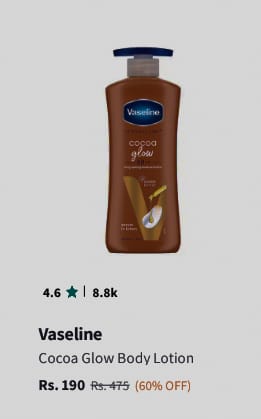 Vaseline
cocoa
glow
4.6 ★ | 8.8k
Vaseline
Cocoa Glow Body Lotion
Rs. 190 Rs. 475 (60% OFF)